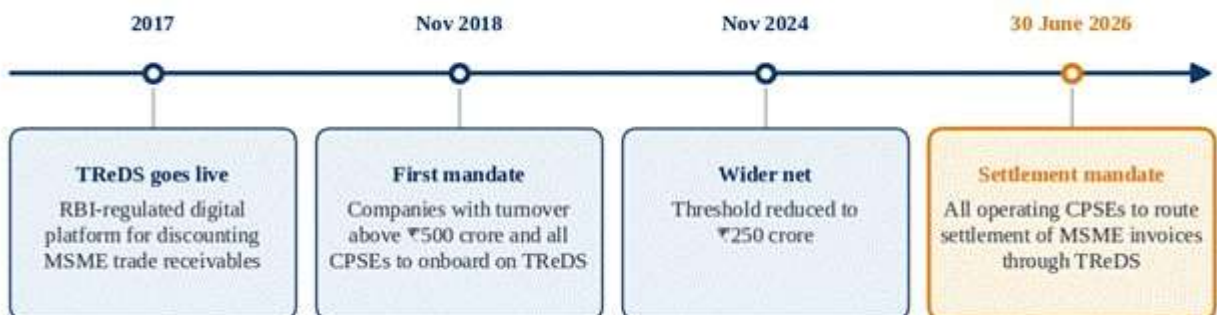 2017
Nov 2018
Nov 2024
30 June 2026
TReDS goes live
RBI-regulated digital
platform for discounting
MSME trade receivables
First mandate
Companies with turnover
above ₹500 crore and all
CPSEs to onboard on TReDS
Wider net
Threshold reduced to
₹250 crore
Settlement mandate
All operating CPSEs to route
settlement of MSME invoices
through TReDS